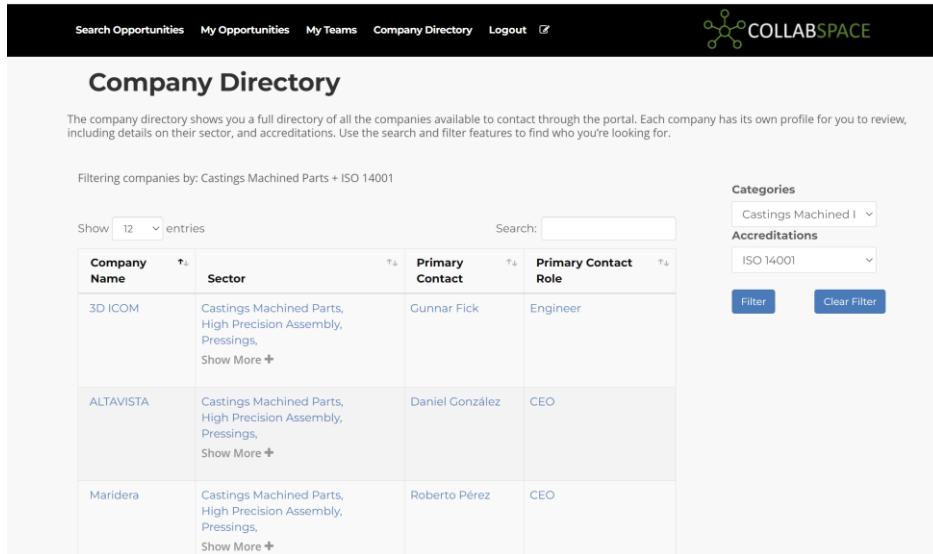 Search Opportunities My Opportunities My Teams Company Directory Logout
COLLABSPACE
Company Directory
The company directory shows you a full directory of all the companies available to contact through the portal. Each company has its own profile for you to review,
including details on their sector, and accreditations. Use the search and filter features to find who you're looking for.
Filtering companies by: Castings Machined Parts + ISO 14001
Show 12 entries
Search:
Company Name
Sector
Primary Contact
Primary Contact Role
3D ICOM
Castings Machined Parts,
High Precision Assembly,
Pressings,
Show More +
Gunnar Fick
Engineer
ALTAVISTA
Castings Machined Parts,
High Precision Assembly,
Pressings,
Show More +
Daniel González
CEO
Maridera
Castings Machined Parts,
High Precision Assembly,
Pressings,
Show More +
Roberto Pérez
CEO
Categories
Castings Machined
Accreditations
ISO 14001
Filter
Clear Filter